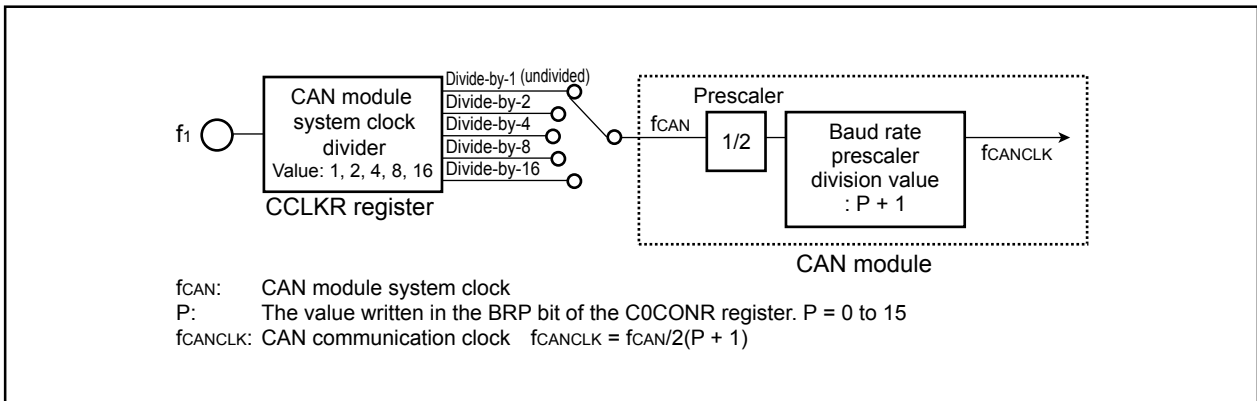 Divide-by-1 (undivided)
Divide-by-2
Divide-by-4
Divide-by-8
Divide-by-16
f1
CAN module
system clock
divider
Value: 1, 2, 4, 8, 16
CCLKR register
fCAN
Prescaler
1/2
Baud rate
prescaler
division value
: P + 1
fCANCLK
CAN module
fCAN: CAN module system clock
P: The value written in the BRP bit of the C0CONR register. P = 0 to 15
fCANCLK: CAN communication clock fCANCLK = fCAN/2(P + 1)